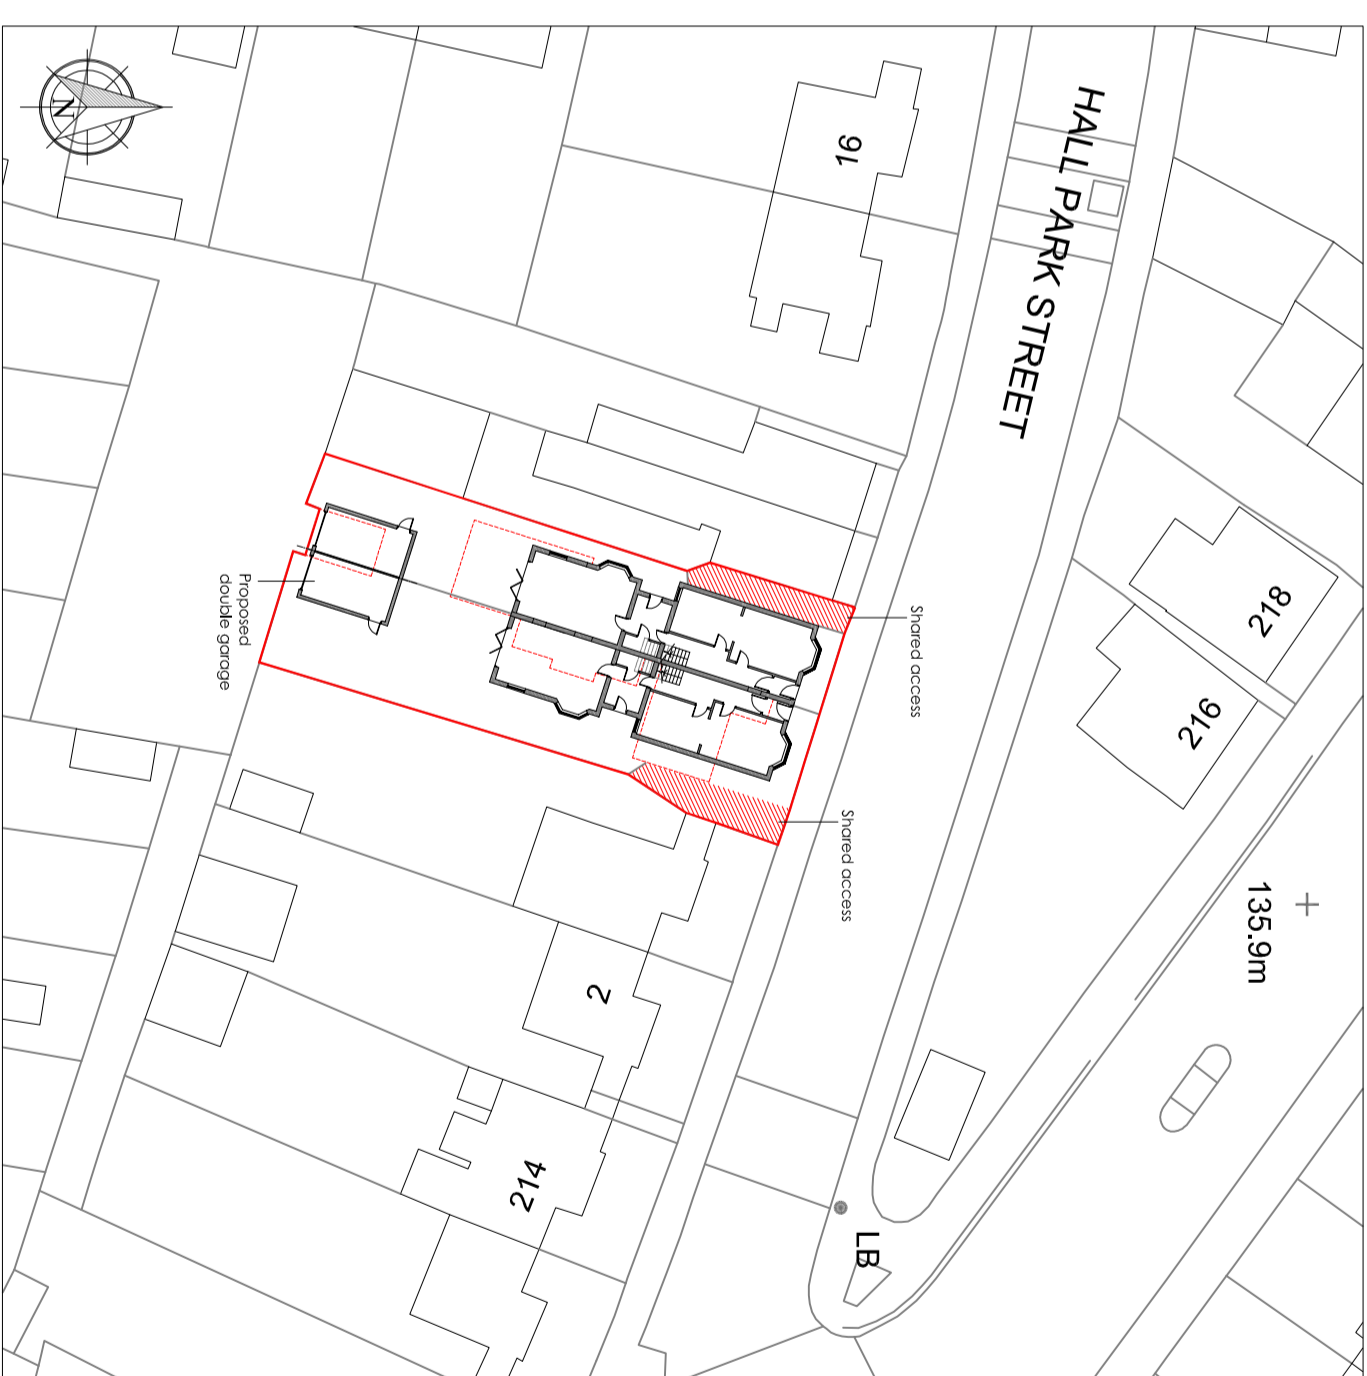 HALL PARK STREET
16
N
218
216
Shared access
Shared access
Proposed
double garage
135.9m
2
214
LB